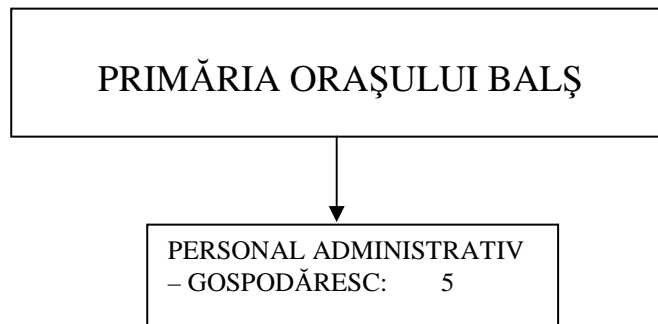 PRIMĂRIA ORAŞULUI BALŞ
PERSONAL ADMINISTRATIV
– GOSPODĂRESC: 5